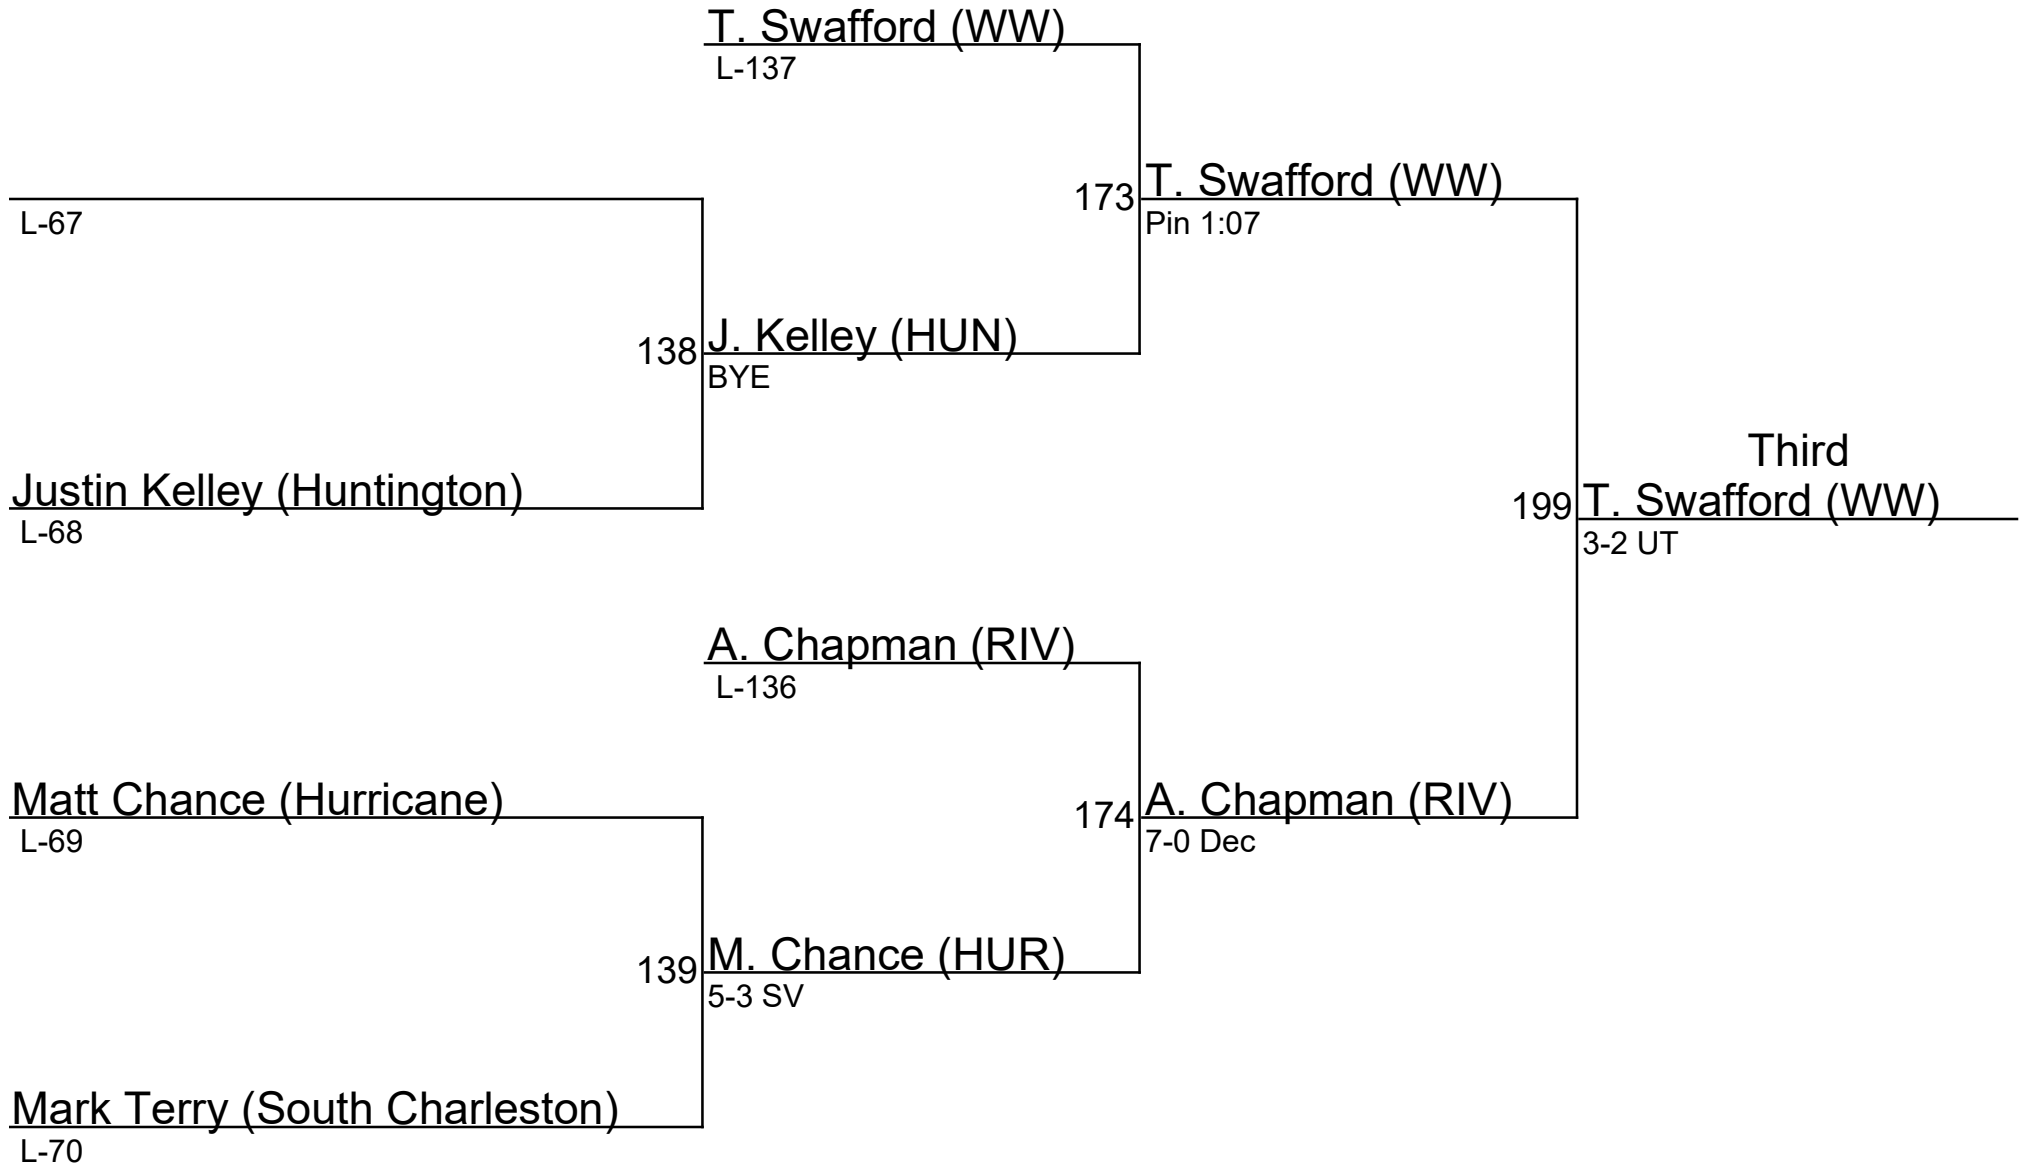 T. Swafford (WW)
L-137
173
T. Swafford (WW)
Pin 1:07
L-67
138
J. Kelley (HUN)
BYE
Justin Kelley (Huntington)
L-68
Third
199
T. Swafford (WW)
3-2 UT
A. Chapman (RIV)
L-136
Matt Chance (Hurricane)
L-69
174
A. Chapman (RIV)
7-0 Dec
139
M. Chance (HUR)
5-3 SV
Mark Terry (South Charleston)
L-70